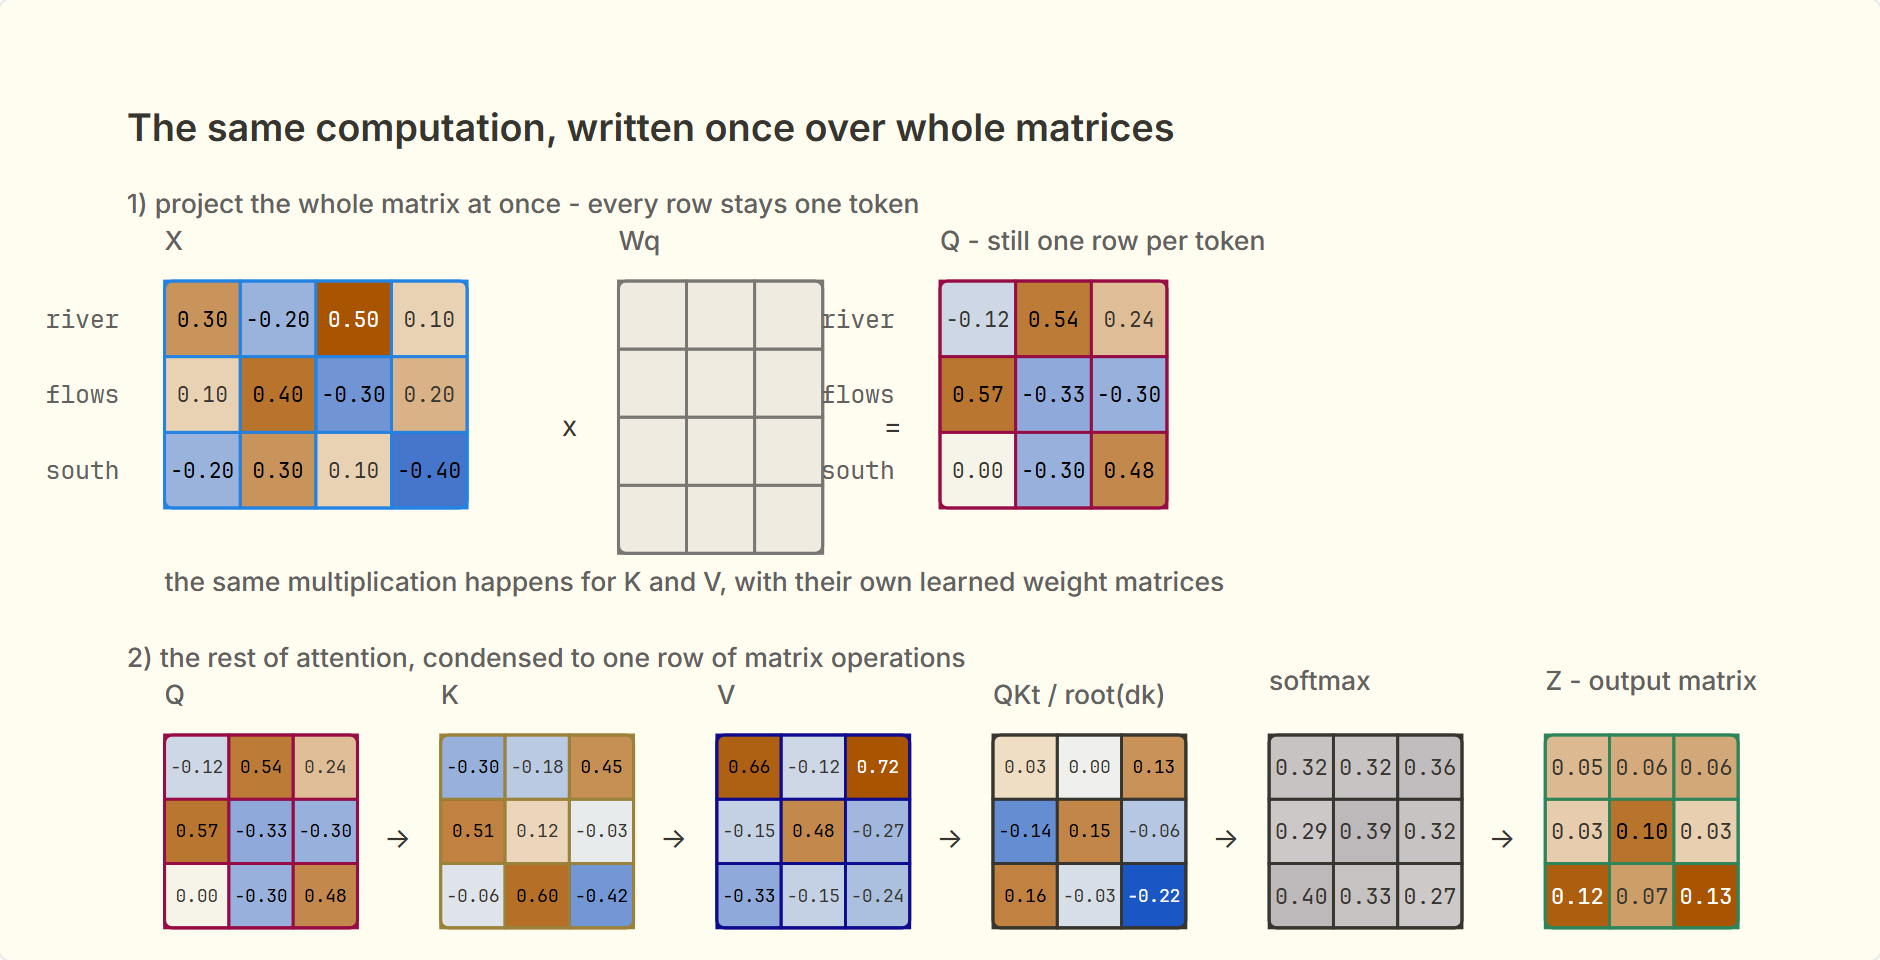 The same computation, written once over whole matrices
1) project the whole matrix at once - every row stays one token
X Wq Q - still one row per token
river 0.30 -0.20 0.50 0.10 river -0.12 0.54 0.24
flows 0.10 0.40 -0.30 0.20 flows 0.57 -0.33 -0.30
x =
south -0.20 0.30 0.10 -0.40 south 0.00 -0.30 0.48
the same multiplication happens for K and V, with their own learned weight matrices
2) the rest of attention, condensed to one row of matrix operations
Q K V QKt / root(dk) softmax Z - output matrix
-0.12 0.54 0.24 -0.30 -0.18 0.45 0.66 -0.12 0.72 0.03 0.00 0.13 0.32 0.32 0.36 0.05 0.06 0.06
0.57 -0.33 -0.30 → 0.51 0.12 -0.03 → -0.15 0.48 -0.27 → -0.14 0.15 -0.06 → 0.29 0.39 0.32 → 0.03 0.10 0.03
0.00 -0.30 0.48 -0.06 0.60 -0.42 -0.33 -0.15 -0.24 0.16 -0.03 -0.22 0.40 0.33 0.27 0.12 0.07 0.13